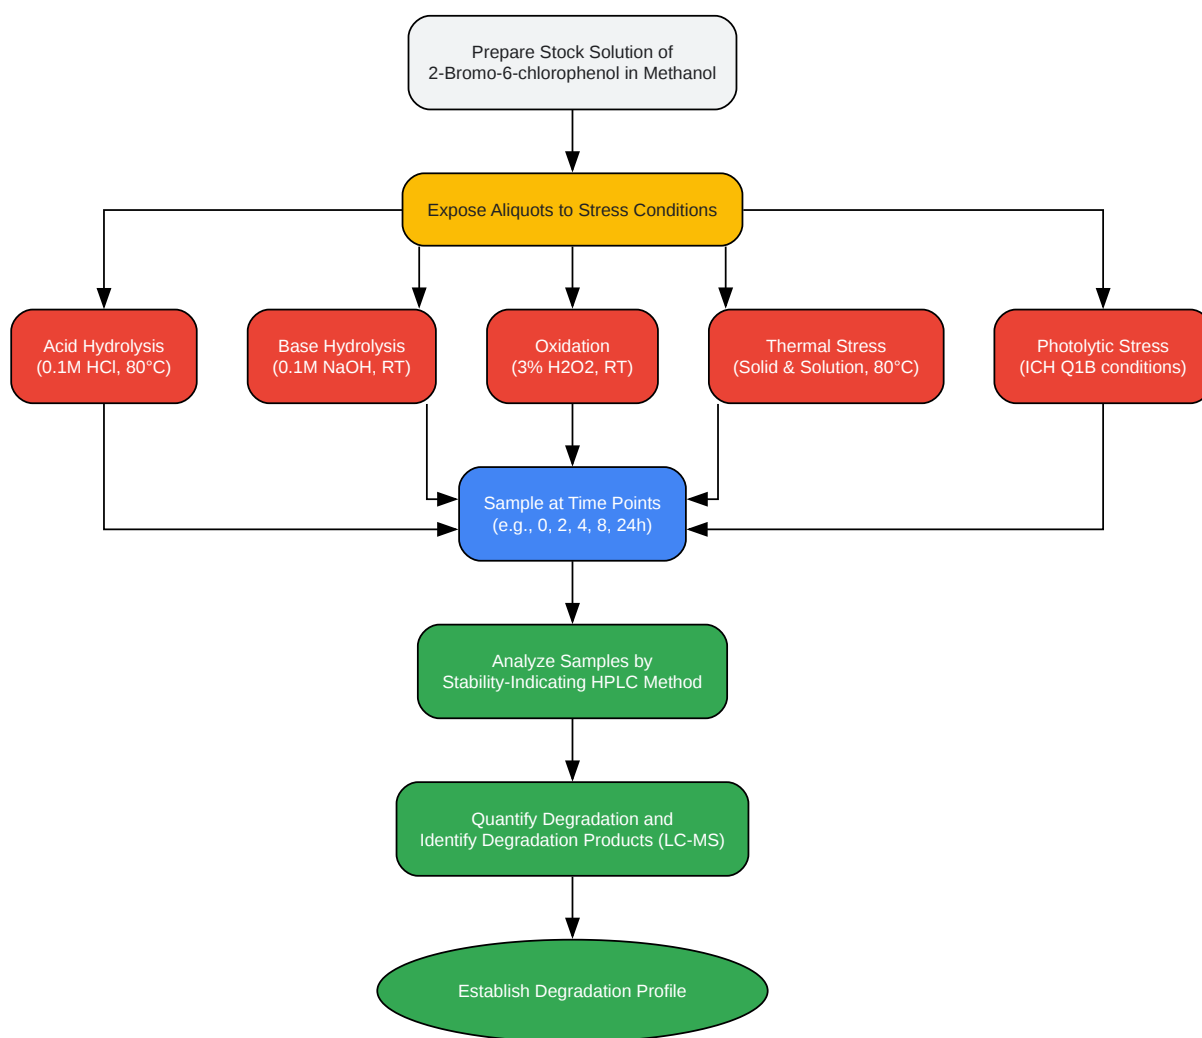 Prepare Stock Solution of
2-Bromo-6-chlorophenol in Methanol
Expose Aliquots to Stress Conditions
Acid Hydrolysis
(0.1M HCl, 80°C)
Base Hydrolysis
(0.1M NaOH, RT)
Oxidation
(3% H2O2, RT)
Thermal Stress
(Solid & Solution, 80°C)
Photolytic Stress
(ICH Q1B conditions)
Sample at Time Points
(e.g., 0, 2, 4, 8, 24h)
Analyze Samples by
Stability-Indicating HPLC Method
Quantify Degradation and
Identify Degradation Products (LC-MS)
Establish Degradation Profile